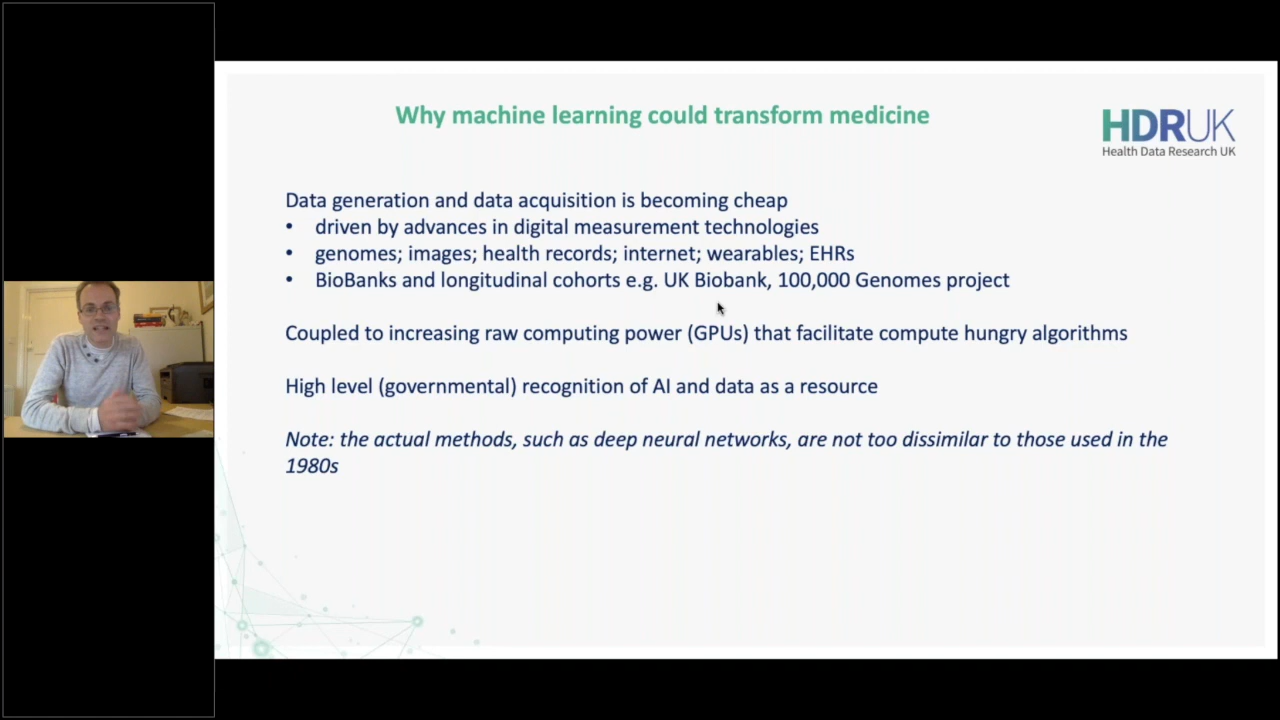 Why machine learning could transform medicine
HDRUK
Health Data Research UK
Data generation and data acquisition is becoming cheap
• driven by advances in digital measurement technologies
• genomes; images; health records; internet; wearables; EHRs
• BioBanks and longitudinal cohorts e.g. UK Biobank, 100,000 Genomes project
Coupled to increasing raw computing power (GPUs) that facilitate compute hungry algorithms
High level (governmental) recognition of AI and data as a resource
Note: the actual methods, such as deep neural networks, are not too dissimilar to those used in the
1980s